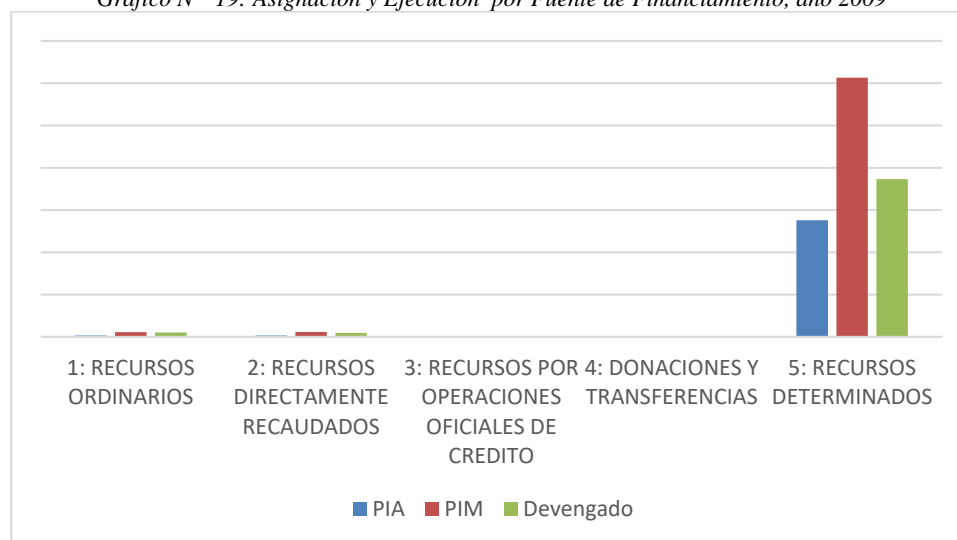 Gráfico N° 19: Asignación y Ejecución por Fuente de Financiamiento, año 2009
1: RECURSOS ORDINARIOS
2: RECURSOS DIRECTAMENTE RECAUDADOS
3: RECURSOS POR OPERACIONES OFICIALES DE CREDITO
4: DONACIONES Y TRANSFERENCIAS
5: RECURSOS DETERMINADOS
PIA PIM Devengado